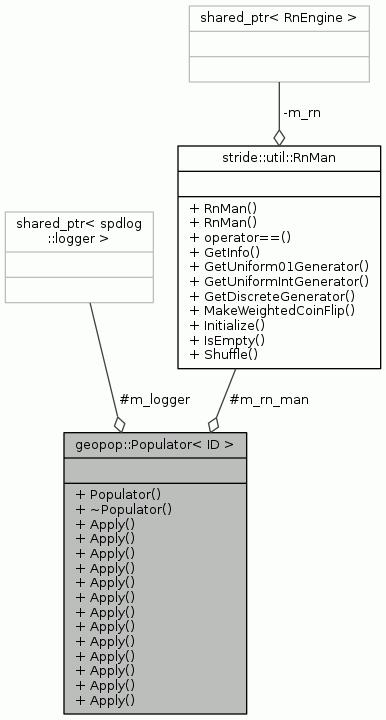 shared_ptr< RnEngine >
-m_rn
stride::util::RnMan
+ RnMan()
+ RnMan()
+ operator==()
+ GetInfo()
+ GetUniform01Generator()
+ GetUniformIntGenerator()
+ GetDiscreteGenerator()
+ MakeWeightedCoinFlip()
+ Initialize()
+ IsEmpty()
+ Shuffle()
shared_ptr< spdlog
::logger >
#m_logger
#m_rn_man
geopop::Populator< ID >
+ Populator()
+ ~Populator()
+ Apply()
+ Apply()
+ Apply()
+ Apply()
+ Apply()
+ Apply()
+ Apply()
+ Apply()
+ Apply()
+ Apply()
+ Apply()
+ Apply()
+ Apply()